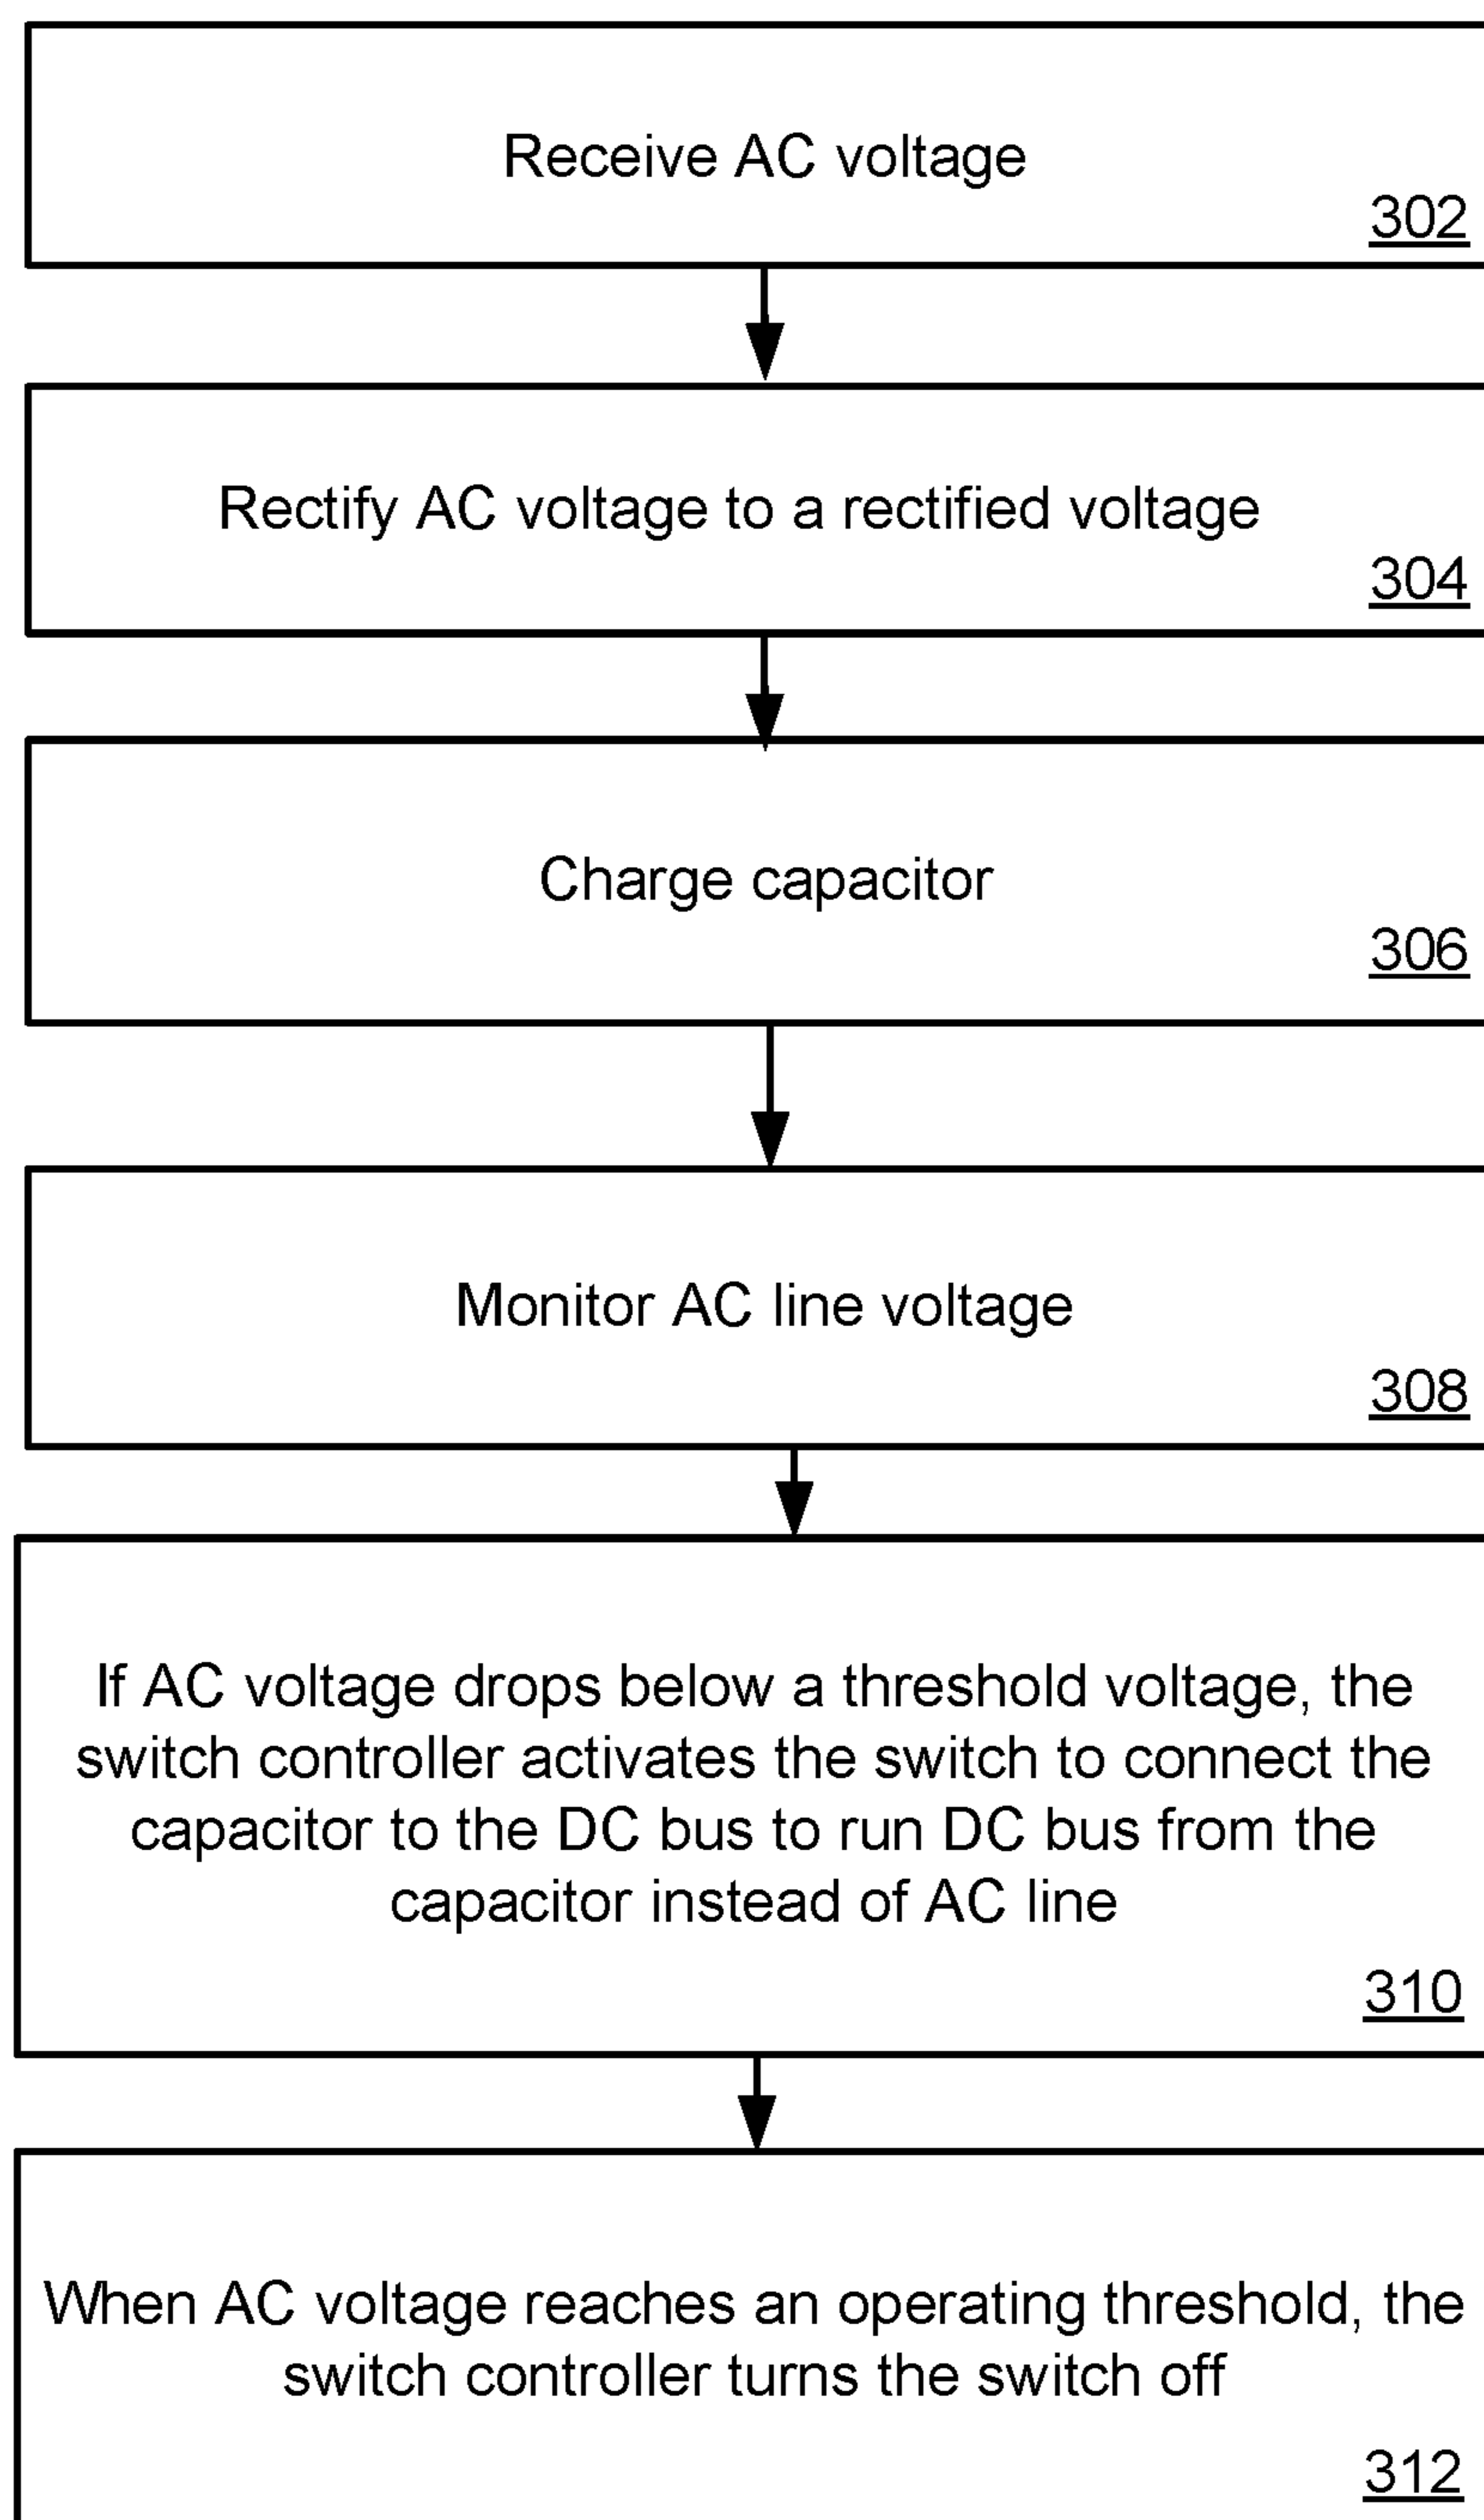 Receive AC voltage
302
Rectify AC voltage to a rectified voltage
304
Charge capacitor
306
Monitor AC line voltage
308
If AC voltage drops below a threshold voltage, the
switch controller activates the switch to connect the
capacitor to the DC bus to run DC bus from the
capacitor instead of AC line
310
When AC voltage reaches an operating threshold, the
switch controller turns the switch off
312